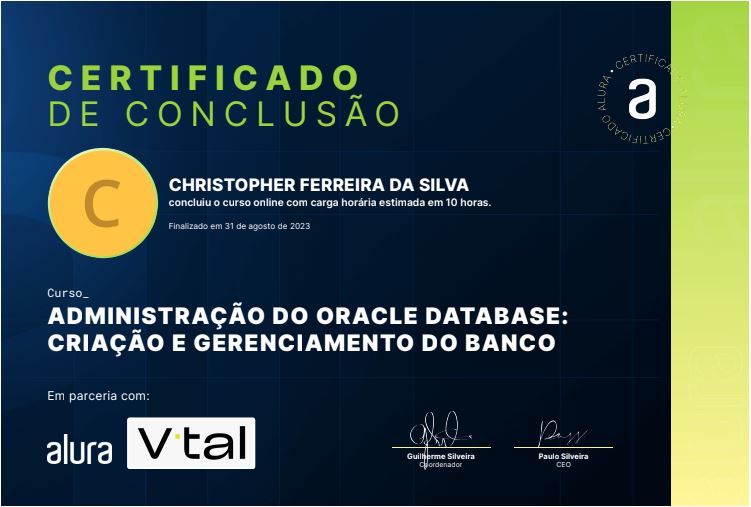 CERTIFICADO
DE CONCLUSÃO
ALURA • CERTIFICADO ALURA • CERTIFICADO
a
C
CHRISTOPHER FERREIRA DA SILVA
concluiu o curso online com carga horária estimada em 10 horas.
Finalizado em 31 de agosto de 2023
Curso_
ADMINISTRAÇÃO DO ORACLE DATABASE:
CRIAÇÃO E GERENCIAMENTO DO BANCO
Em parceria com:
alura
V·tal
Guilherme Silveira
Coordenador
Paulo Silveira
CEO